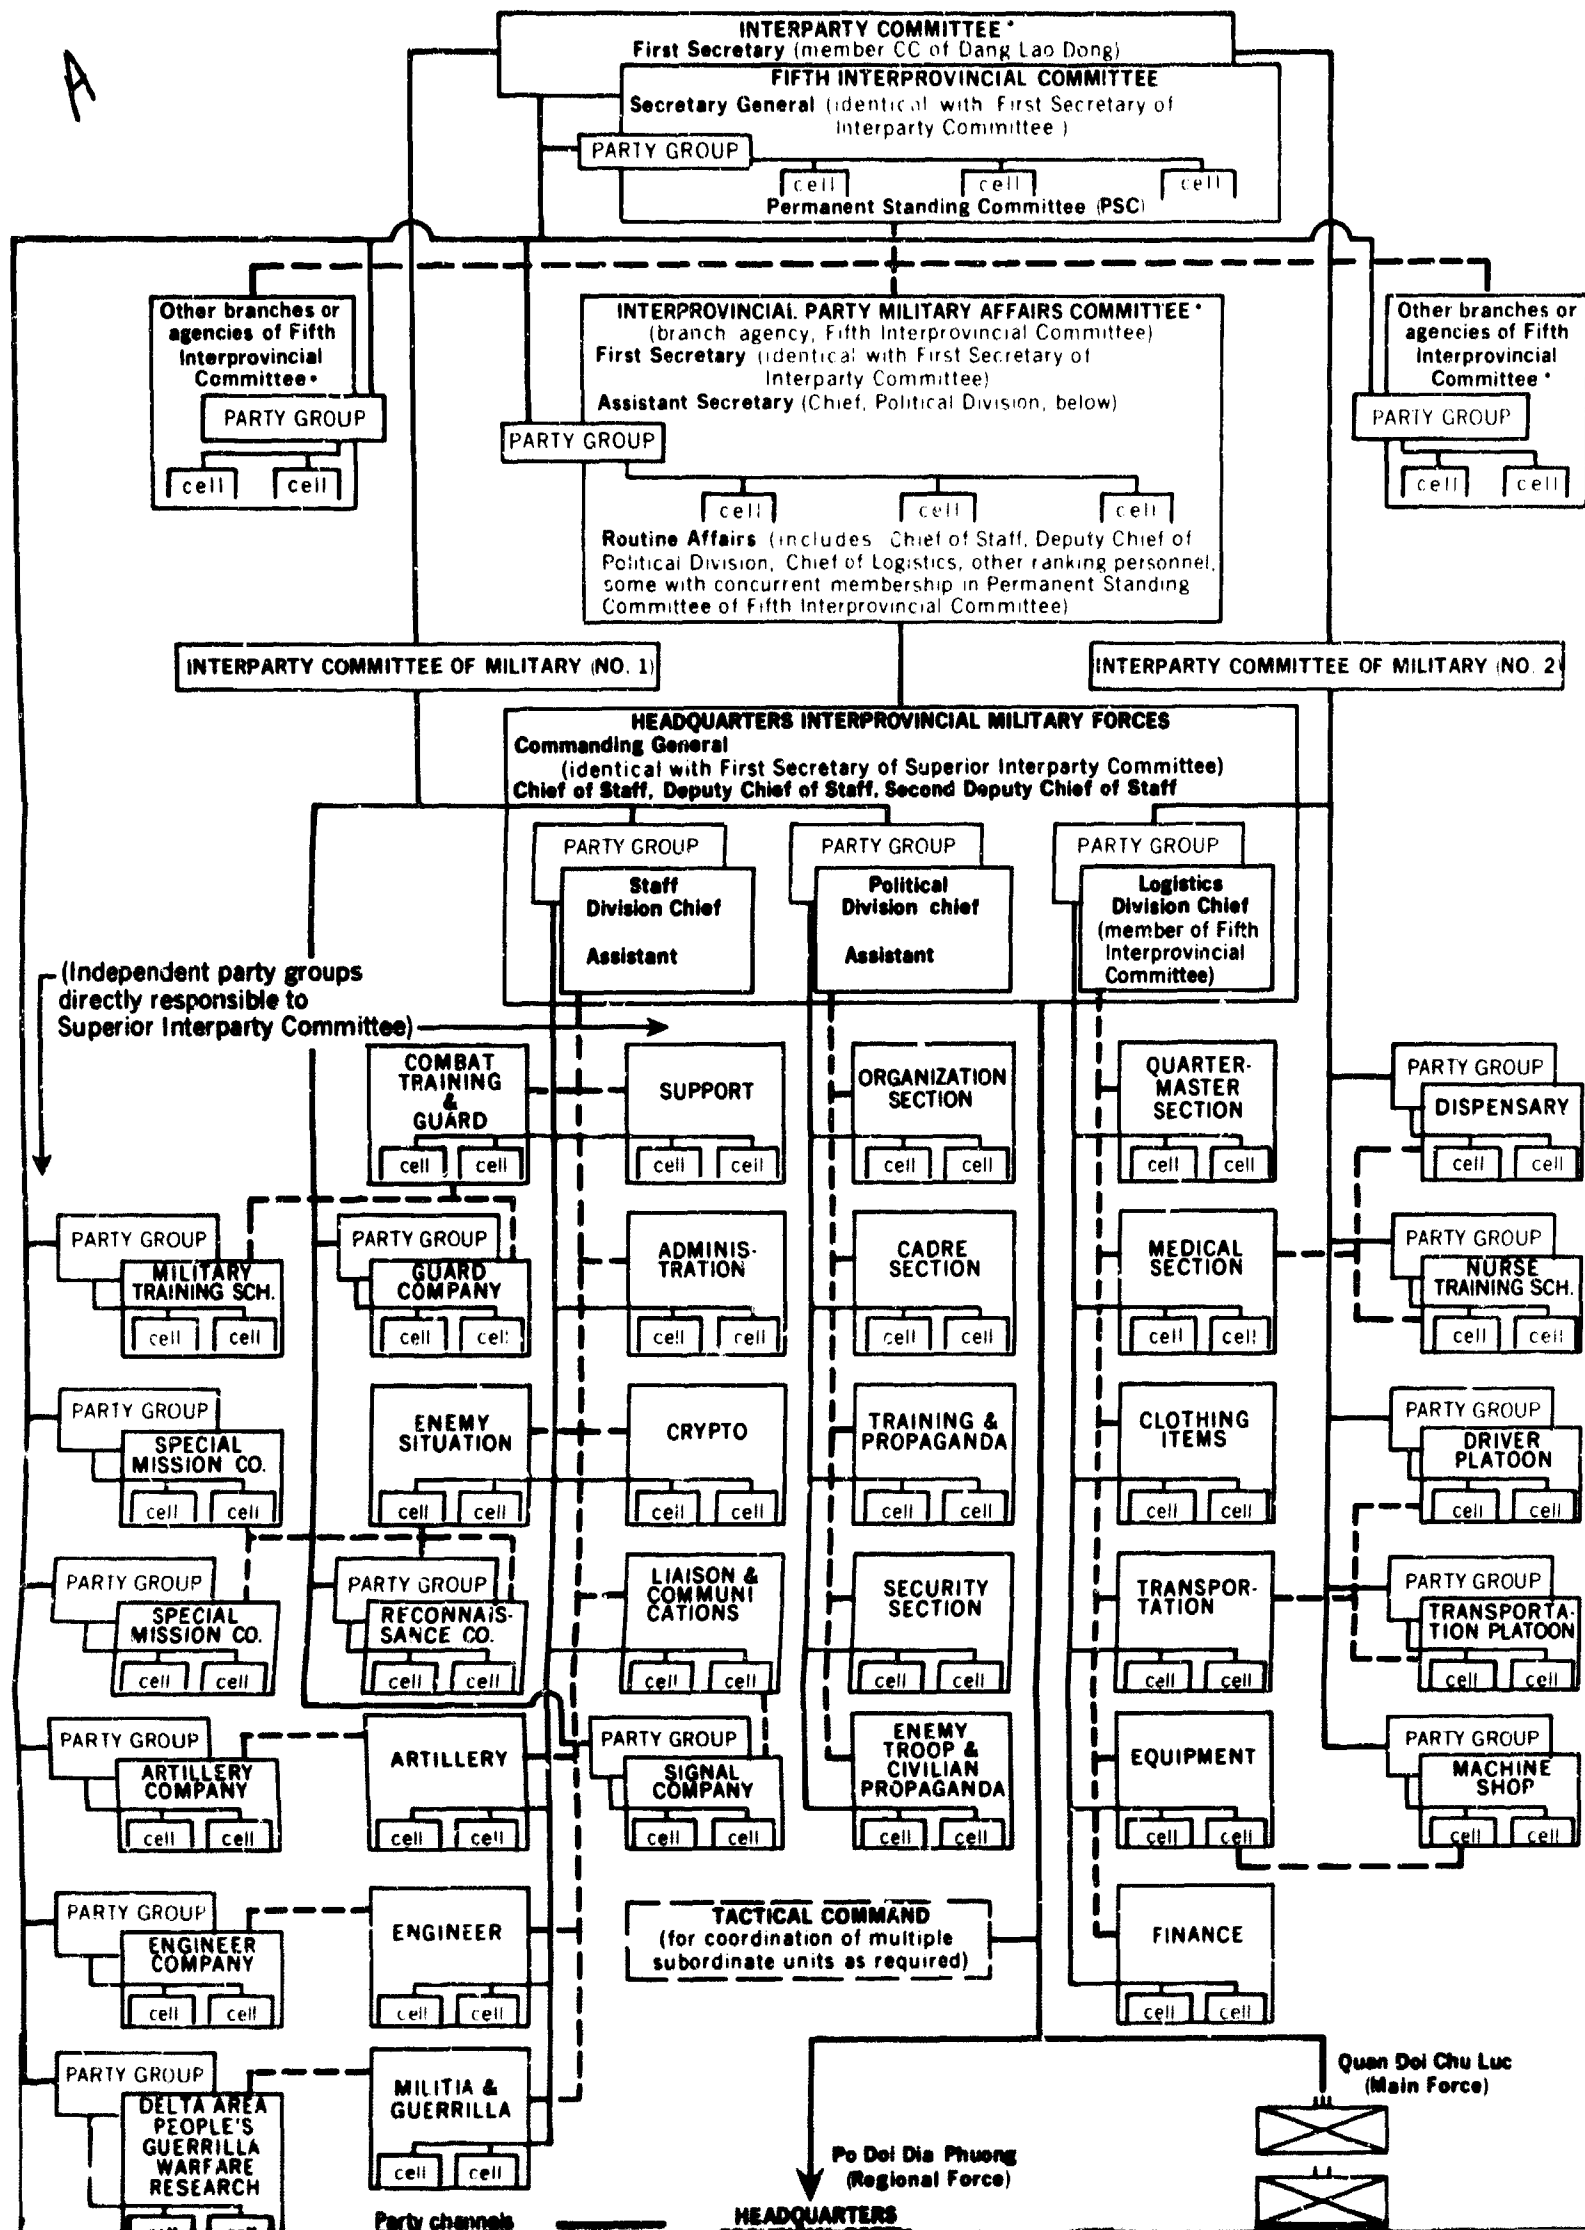 A
INTERPARTY COMMITTEE*
First Secretary (member CC of Dang Lao Dong)
FIFTH INTERPROVINCIAL COMMITTEE
Secretary General (identical with First Secretary of
Interparty Committee)
PARTY GROUP
cell
cell
cell
Permanent Standing Committee (PSC)
Other branches or
agencies of Fifth
Interprovincial
Committee*
PARTY GROUP
cell
cell
INTERPROVINCIAL PARTY MILITARY AFFAIRS COMMITTEE*
(branch agency, Fifth Interprovincial Committee)
First Secretary (identical with First Secretary of
Interparty Committee)
Assistant Secretary (Chief, Political Division, below)
PARTY GROUP
cell
cell
cell
Routine Affairs (includes Chief of Staff, Deputy Chief of
Political Division, Chief of Logistics, other ranking personnel,
some with concurrent membership in Permanent Standing
Committee of Fifth Interprovincial Committee)
Other branches or
agencies of Fifth
Interprovincial
Committee*
PARTY GROUP
cell
cell
INTERPARTY COMMITTEE OF MILITARY (NO. 1)
INTERPARTY COMMITTEE OF MILITARY (NO. 2)
HEADQUARTERS INTERPROVINCIAL MILITARY FORCES
Commanding General
(identical with First Secretary of Superior Interparty Committee)
Chief of Staff, Deputy Chief of Staff, Second Deputy Chief of Staff
PARTY GROUP
Staff
Division Chief
Assistant
PARTY GROUP
Political
Division chief
Assistant
PARTY GROUP
Logistics
Division Chief
(member of Fifth
Interprovincial
Committee)
(Independent party groups
directly responsible to
Superior Interparty Committee)
COMBAT
TRAINING
&
GUARD
cell
cell
SUPPORT
cell
cell
ORGANIZATION
SECTION
cell
cell
QUARTER-
MASTER
SECTION
cell
cell
PARTY GROUP
DISPENSARY
cell
cell
PARTY GROUP
MILITARY
TRAINING SCH.
cell
cell
PARTY GROUP
GUARD
COMPANY
cell
cell
ADMINIS-
TRATION
cell
cell
CADRE
SECTION
cell
cell
MEDICAL
SECTION
cell
cell
PARTY GROUP
NURSE
TRAINING SCH.
cell
cell
PARTY GROUP
SPECIAL
MISSION CO.
cell
cell
ENEMY
SITUATION
cell
cell
CRYPTO
cell
cell
TRAINING &
PROPAGANDA
cell
cell
CLOTHING
ITEMS
cell
cell
PARTY GROUP
DRIVER
PLATOON
cell
cell
PARTY GROUP
SPECIAL
MISSION CO.
cell
cell
PARTY GROUP
RECONNAIS-
SANCE CO.
cell
cell
LIAISON &
COMMUNI
CATIONS
cell
cell
SECURITY
SECTION
cell
cell
TRANSPOR-
TATION
cell
cell
PARTY GROUP
TRANSPORTA-
TION PLATOON
cell
cell
PARTY GROUP
ARTILLERY
COMPANY
cell
cell
ARTILLERY
cell
cell
PARTY GROUP
SIGNAL
COMPANY
cell
cell
ENEMY
TROOP &
CIVILIAN
PROPAGANDA
cell
cell
EQUIPMENT
cell
cell
PARTY GROUP
MACHINE
SHOP
cell
cell
PARTY GROUP
ENGINEER
COMPANY
cell
cell
ENGINEER
cell
cell
TACTICAL COMMAND
(for coordination of multiple
subordinate units as required)
FINANCE
cell
cell
PARTY GROUP
DELTA AREA
PEOPLE'S
GUERRILLA
WARFARE
RESEARCH
cell
cell
MILITIA &
GUERRILLA
cell
cell
Quan Doi Chu Luc
(Main Force)
Po Doi Dia Phuong
(Regional Force)
Party channels
HEADQUARTERS